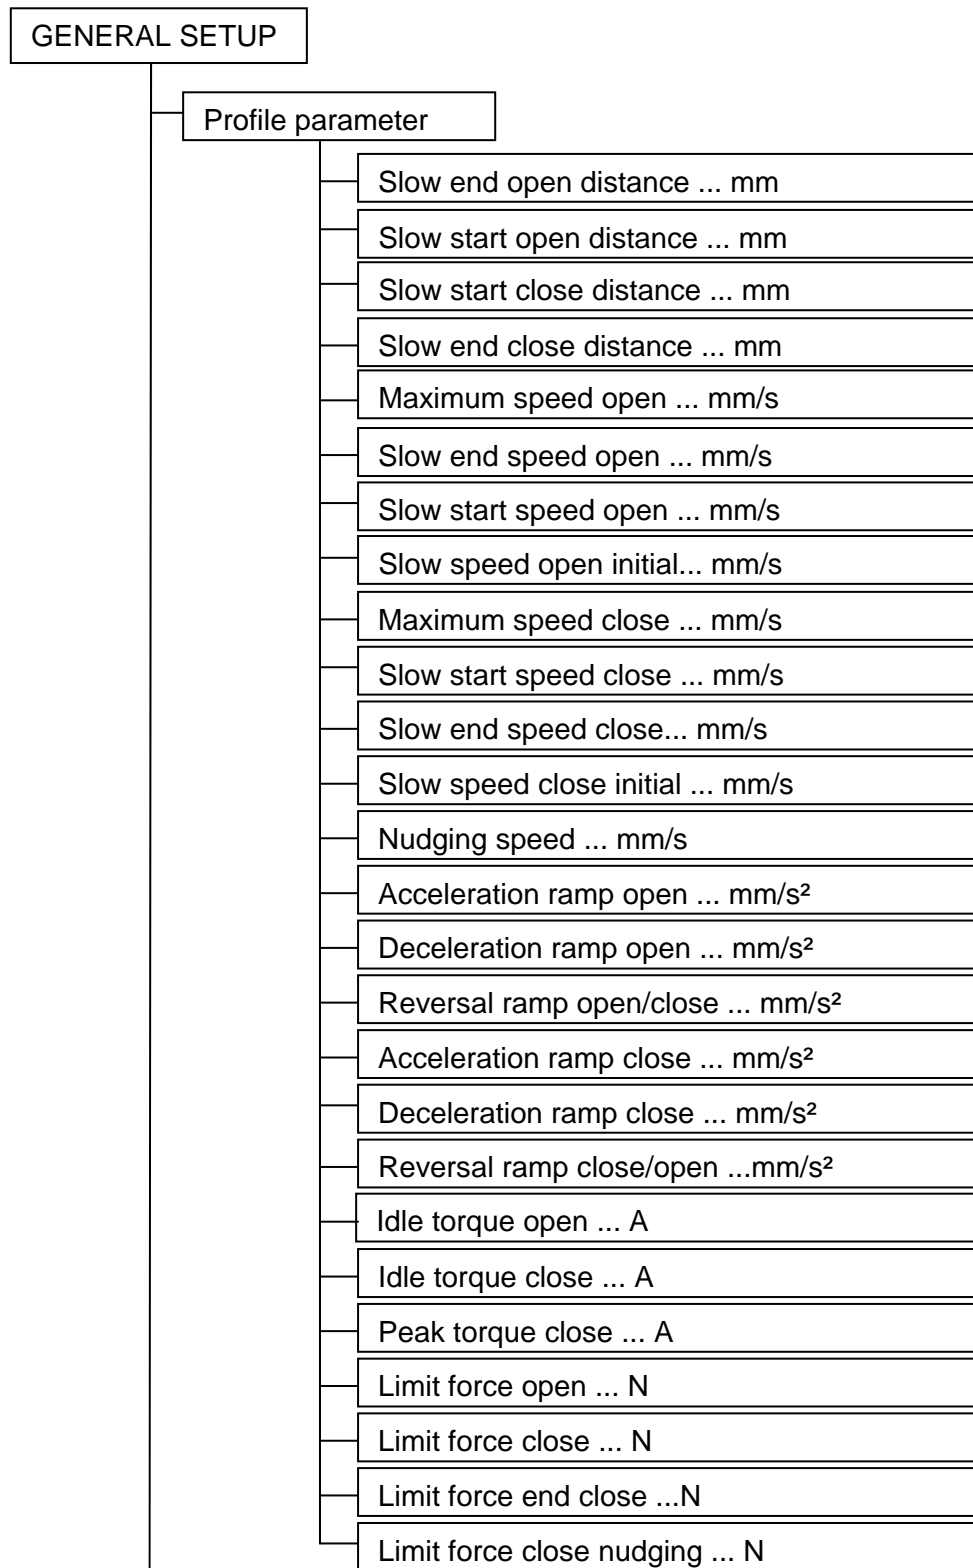 GENERAL SETUP
Profile parameter
Slow end open distance ... mm
Slow start open distance ... mm
Slow start close distance ... mm
Slow end close distance ... mm
Maximum speed open ... mm/s
Slow end speed open ... mm/s
Slow start speed open ... mm/s
Slow speed open initial... mm/s
Maximum speed close ... mm/s
Slow start speed close ... mm/s
Slow end speed close... mm/s
Slow speed close initial ... mm/s
Nudging speed ... mm/s
Acceleration ramp open ... mm/s²
Deceleration ramp open ... mm/s²
Reversal ramp open/close ... mm/s²
Acceleration ramp close ... mm/s²
Deceleration ramp close ... mm/s²
Reversal ramp close/open ...mm/s²
Idle torque open ... A
Idle torque close ... A
Peak torque close ... A
Limit force open ... N
Limit force close ... N
Limit force end close ...N
Limit force close nudging ... N